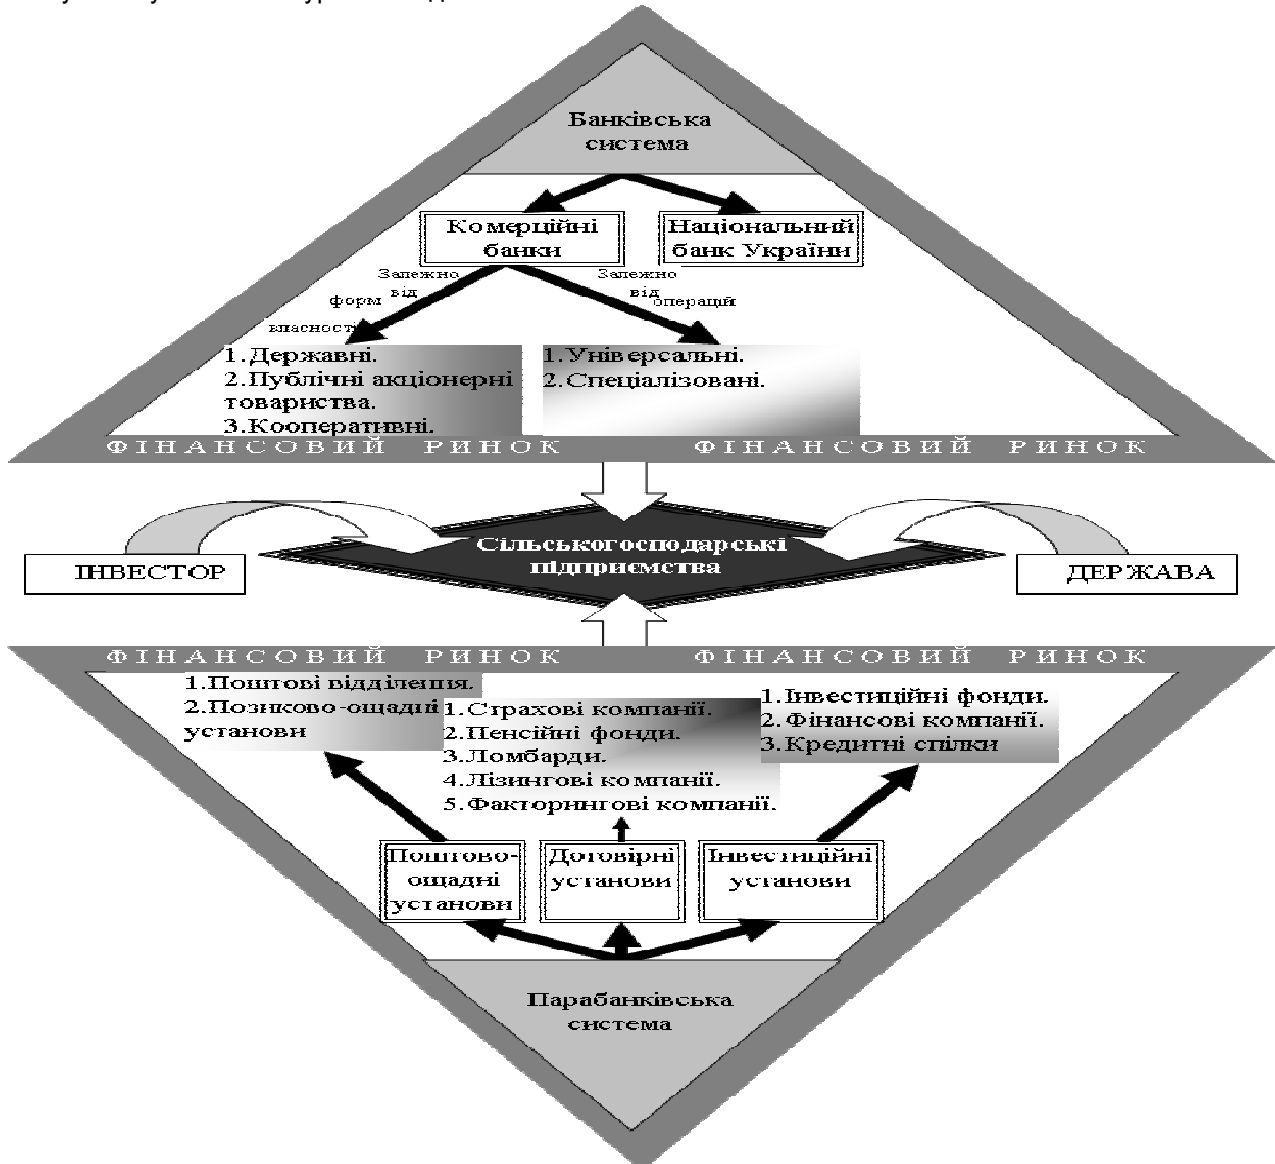 Банківська
система
Комерційні
банки
Національний
банк України
Залежно
від
форм
власності
Залежно
від
операцій
1.Державні.
2.Публічні акціонерні
товариства.
3.Кооперативні.
1.Універсальні.
2.Спеціалізовані.
ФІНАНСОВИЙ РИНОК ФІНАНСОВИЙ РИНОК
Сільськогосподарські
підприємства
ІНВЕСТОР
ДЕРЖАВА
ФІНАНСОВИЙ РИНОК ФІНАНСОВИЙ РИНОК
1.Поштові відділення.
2.Позиково-ощадні
установи
1.Страхові компанії.
2.Пенсійні фонди.
3.Ломбарди.
4.Лізингові компанії.
5.Факторингові компанії.
1.Інвестиційні фонди.
2.Фінансові компанії.
3.Кредитні спілки
Поштово-
ощадні
установи
Договірні
установи
Інвестиційні
установи
Парабанківська
система